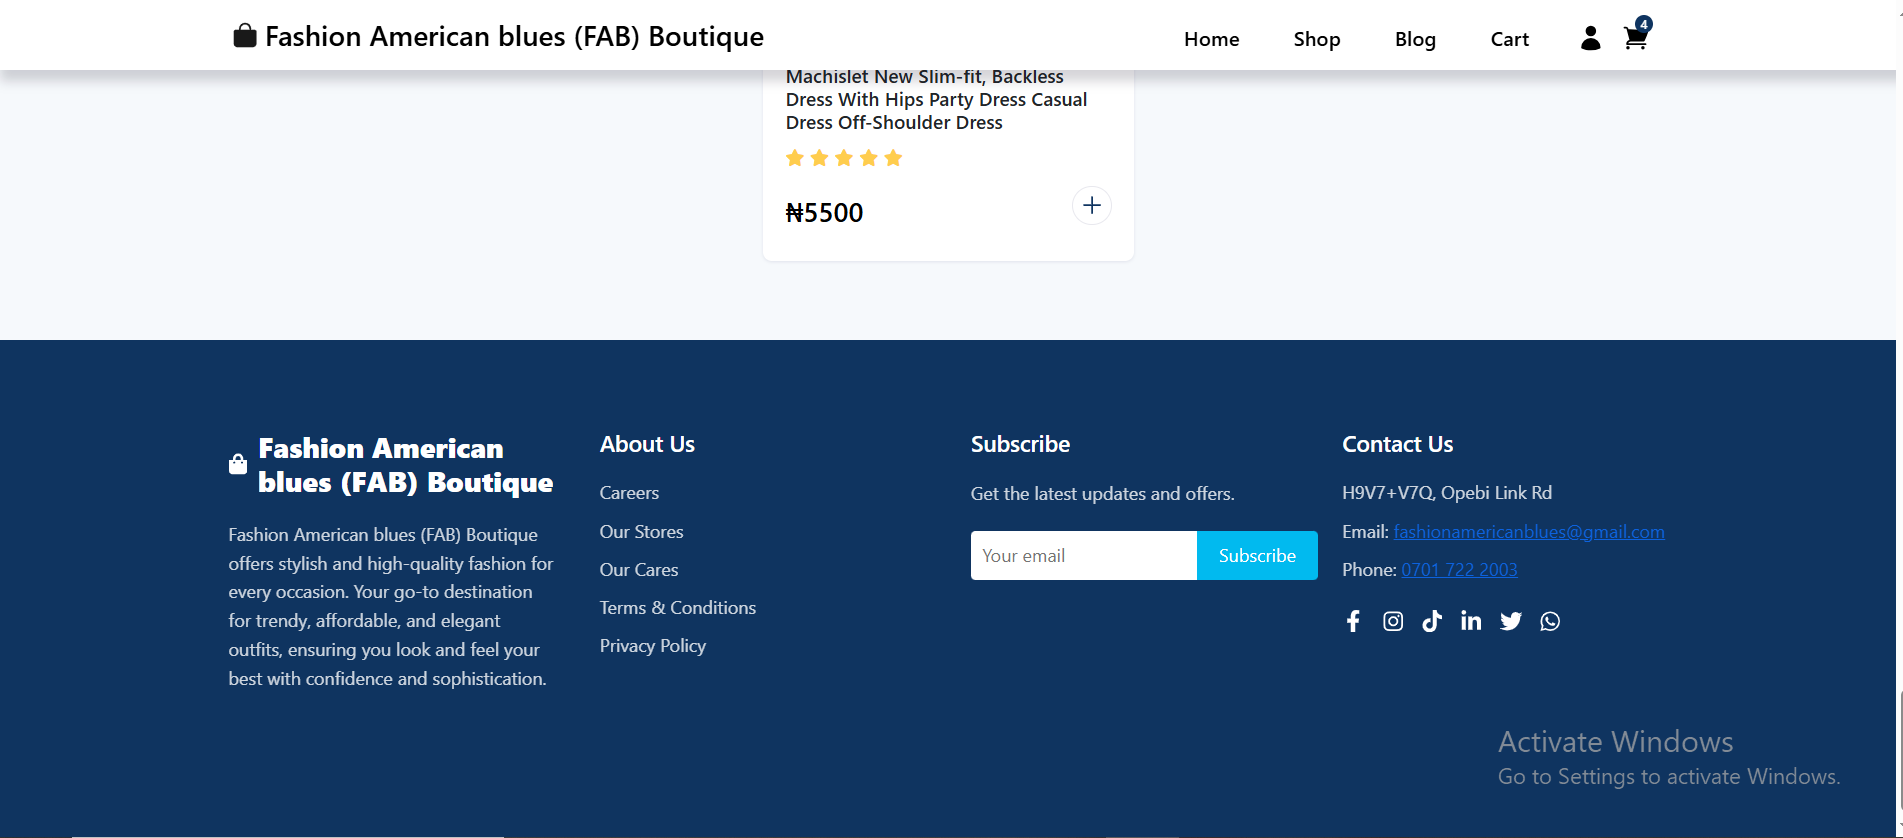 Fashion American blues (FAB) Boutique
Home
Shop
Blog
Cart
4
Machislet New Slim-fit, Backless
Dress With Hips Party Dress Casual
Dress Off-Shoulder Dress
₦5500
Fashion American
blues (FAB) Boutique
Fashion American blues (FAB) Boutique
offers stylish and high-quality fashion for
every occasion. Your go-to destination
for trendy, affordable, and elegant
outfits, ensuring you look and feel your
best with confidence and sophistication.
About Us
Careers
Our Stores
Our Cares
Terms & Conditions
Privacy Policy
Subscribe
Get the latest updates and offers.
Your email
Subscribe
Contact Us
H9V7+V7Q, Opebi Link Rd
Email: fashionamericanblues@gmail.com
Phone: 0701 722 2003
Activate Windows
Go to Settings to activate Windows.